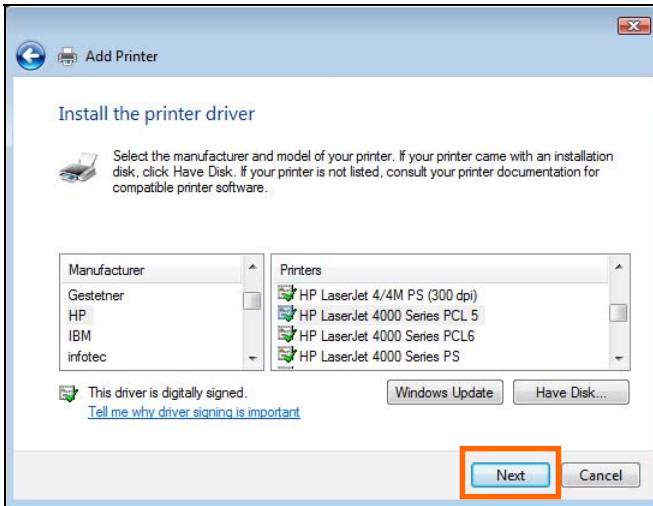 Add Printer
Install the printer driver
Select the manufacturer and model of your printer. If your printer came with an installation
disk, click Have Disk. If your printer is not listed, consult your printer documentation for
compatible printer software.
Manufacturer
Gestetner
HP
IBM
infotec
Printers
HP LaserJet 4/4M PS (300 dpi)
HP LaserJet 4000 Series PCL 5
HP LaserJet 4000 Series PCL6
HP LaserJet 4000 Series PS
This driver is digitally signed.
Tell me why driver signing is important
Windows Update
Have Disk...
Next
Cancel